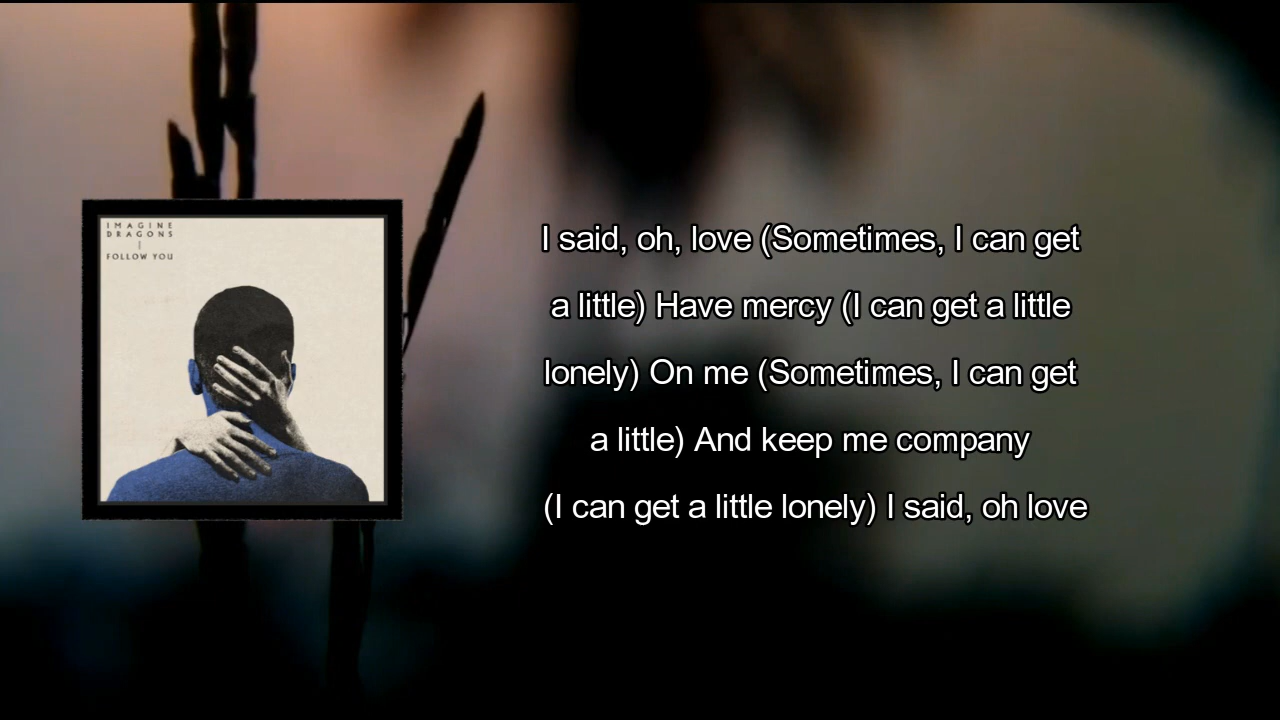 IMAGINE
DRAGONS
|
FOLLOW YOU
I said, oh, love (Sometimes, I can get
a little) Have mercy (I can get a little
lonely) On me (Sometimes, I can get
a little) And keep me company
(I can get a little lonely) I said, oh love